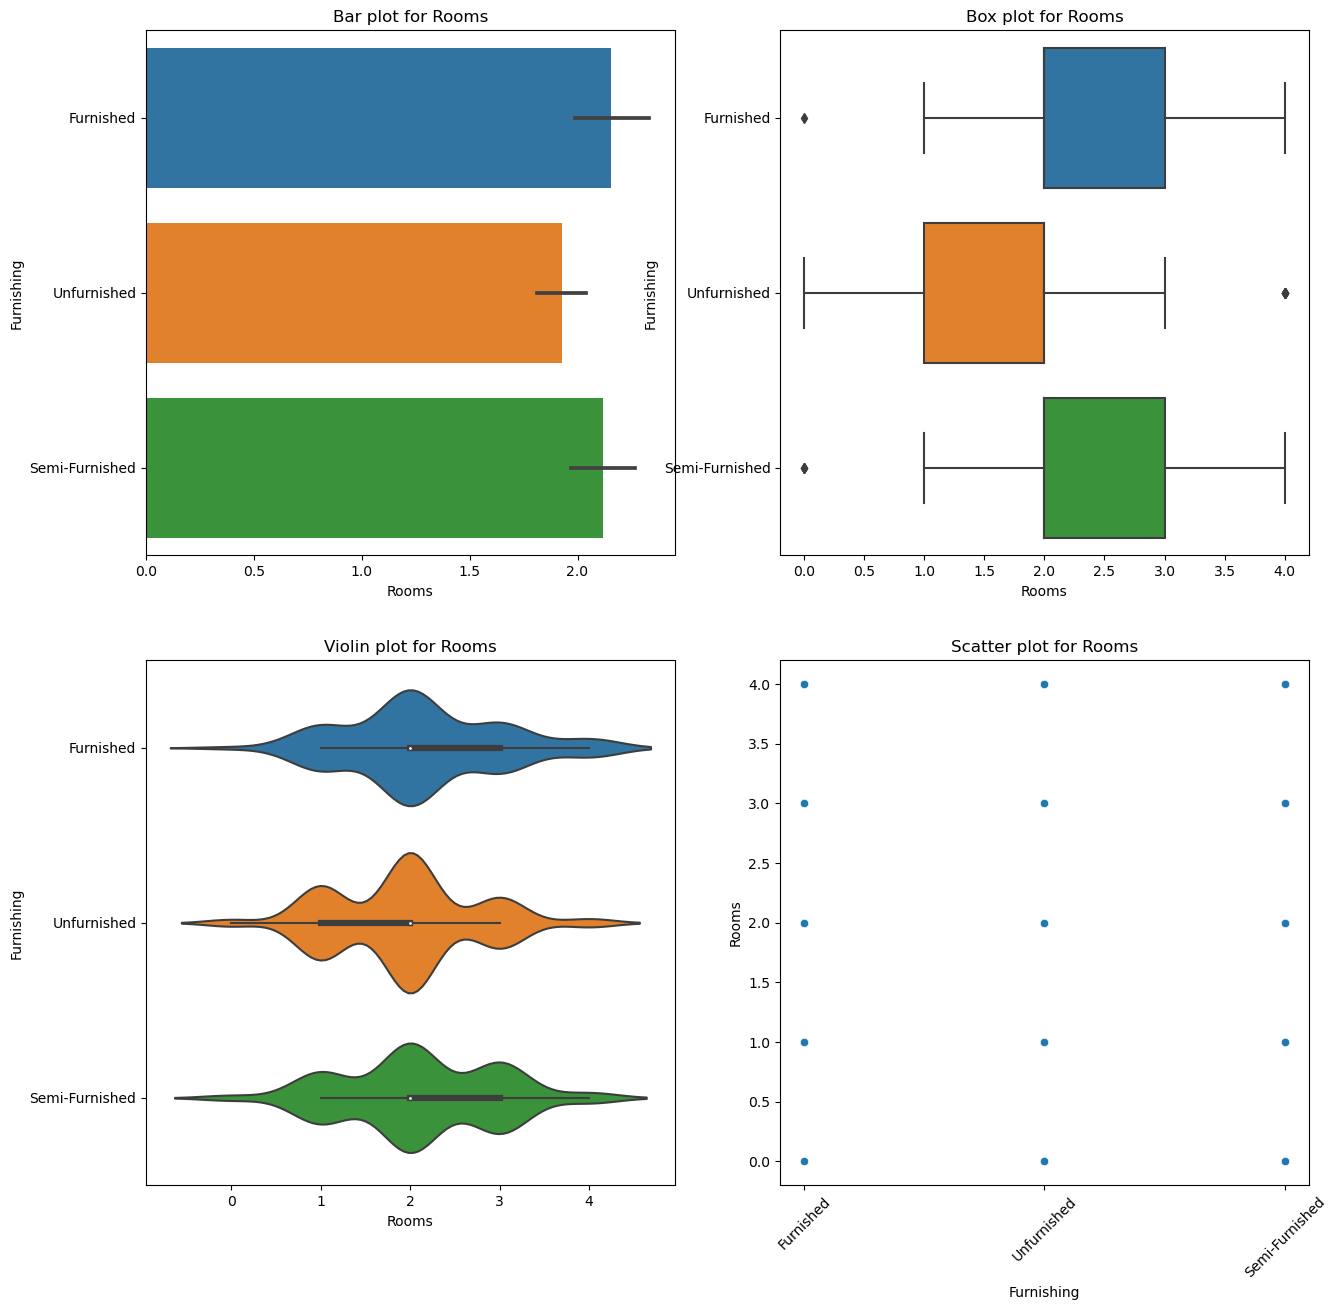 Bar plot for Rooms
Furnishing
Furnished
Unfurnished
Semi-Furnished
0.0 0.5 1.0 1.5 2.0
Rooms
Box plot for Rooms
Furnishing
Furnished
Unfurnished
Semi-Furnished
0.0 0.5 1.0 1.5 2.0 2.5 3.0 3.5 4.0
Rooms
Violin plot for Rooms
Furnishing
Furnished
Unfurnished
Semi-Furnished
0 1 2 3 4
Rooms
Scatter plot for Rooms
Rooms
4.0
3.5
3.0
2.5
2.0
1.5
1.0
0.5
0.0
Furnished
Unfurnished
Semi-Furnished
Furnishing